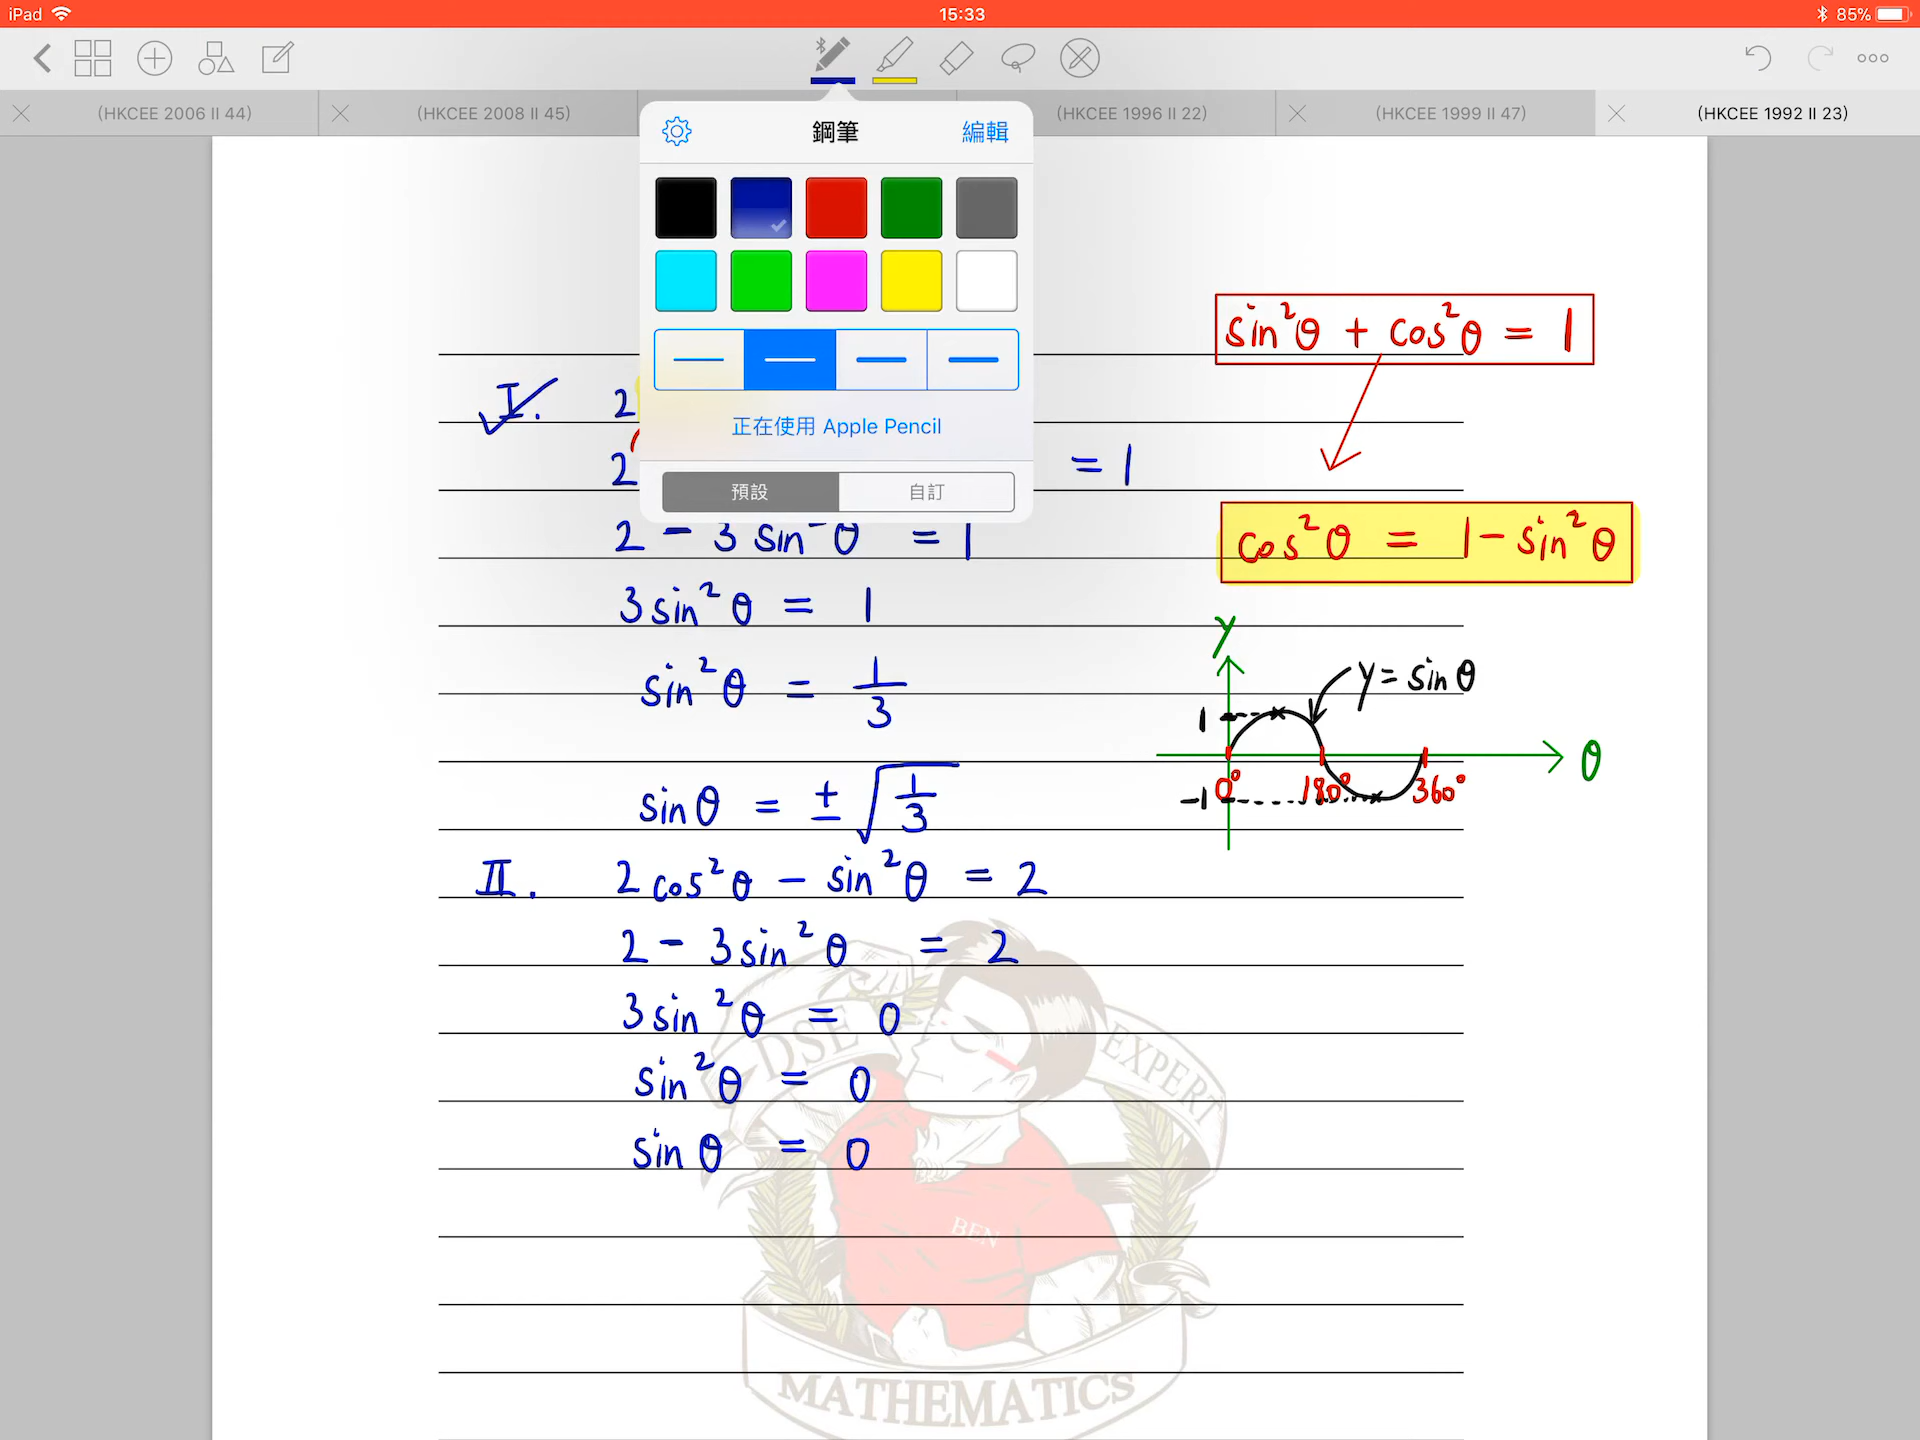 iPad 15:33 85%
(HKCEE 2006 II 44) (HKCEE 2008 II 45) (HKCEE 1996 II 22) (HKCEE 1999 II 47) (HKCEE 1992 II 23)
鋼筆 編輯
正在使用 Apple Pencil
預設 自訂
sin²θ + cos²θ = 1
cos²θ = 1 - sin²θ
I. 2
2 = 1
2 - 3 sin²θ = 1
3 sin²θ = 1
sin²θ = 1/3
sin θ = ± √(1/3)
y
y = sin θ
1
θ
0° 180° 360°
-1
II. 2 cos²θ - sin²θ = 2
2 - 3 sin²θ = 2
3 sin²θ = 0
sin²θ = 0
sin θ = 0
DSE EXPERT
BEN
MATHEMATICS